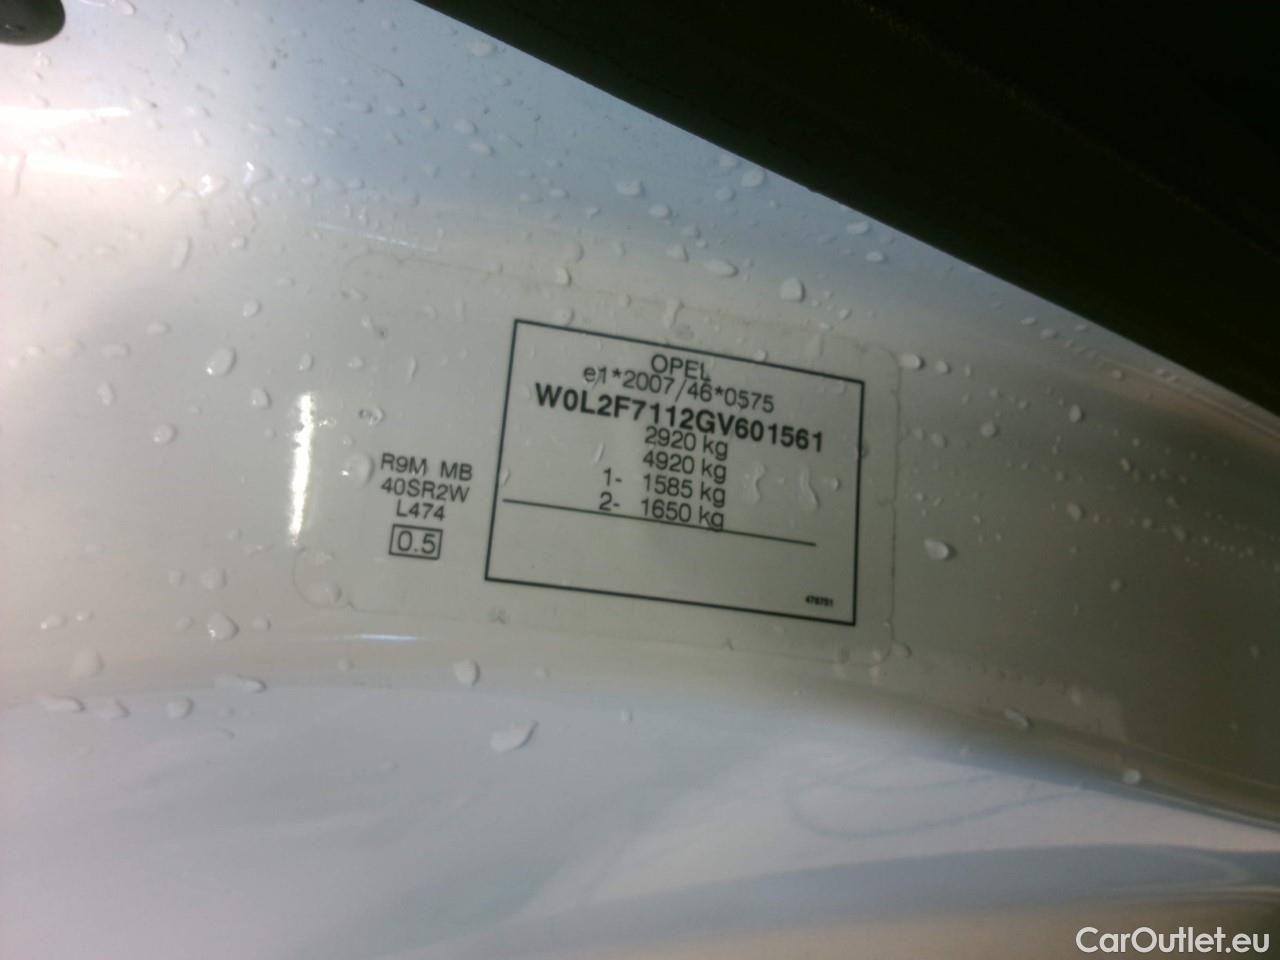 OPEL
e1*2007/46*0575
W0L2F7112GV601561
2920 kg
4920 kg
1- 1585 kg
2- 1650 kg
R9M MB
40SR2W
L474
0.5
CarOutlet.eu